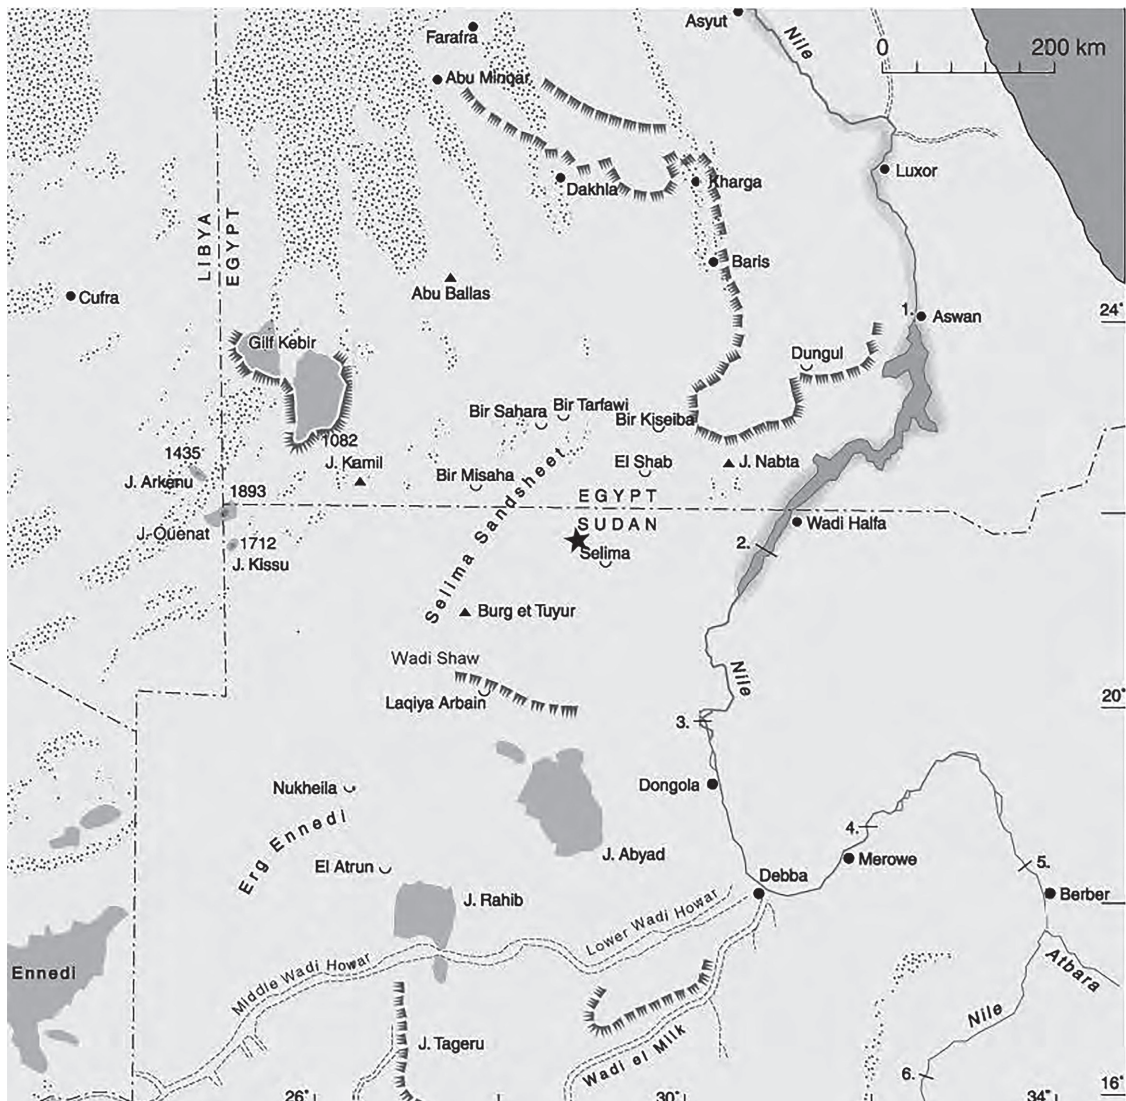 Farafra
Asyut
Nile
0 200 km
Abu Minqar
Luxor
Dakhla
Kharga
LIBYA
EGYPT
Baris
Cufra
Abu Ballas
1.
Aswan
24°
Gilf Kebir
Dungul
Bir Sahara
Bir Tarfawi
Bir Kiseiba
1082
1435
J. Kamil
El Shab
J. Nabta
J. Arkenu
Bir Misaha
1893
EGYPT
SUDAN
J. Ouenat
Wadi Halfa
1712
2.
Selima
J. Kissu
Selima Sandsheet
Burg et Tuyur
Wadi Shaw
Nile
Laqiya Arbain
20°
3.
Nukheila
Dongola
Erg Ennedi
4.
J. Abyad
Merowe
5.
El Atrun
Debba
Berber
J. Rahib
Lower Wadi Howar
Ennedi
Middle Wadi Howar
Atbara
Nile
J. Tageru
Wadi el Milk
6.
26°
30°
34°
16°